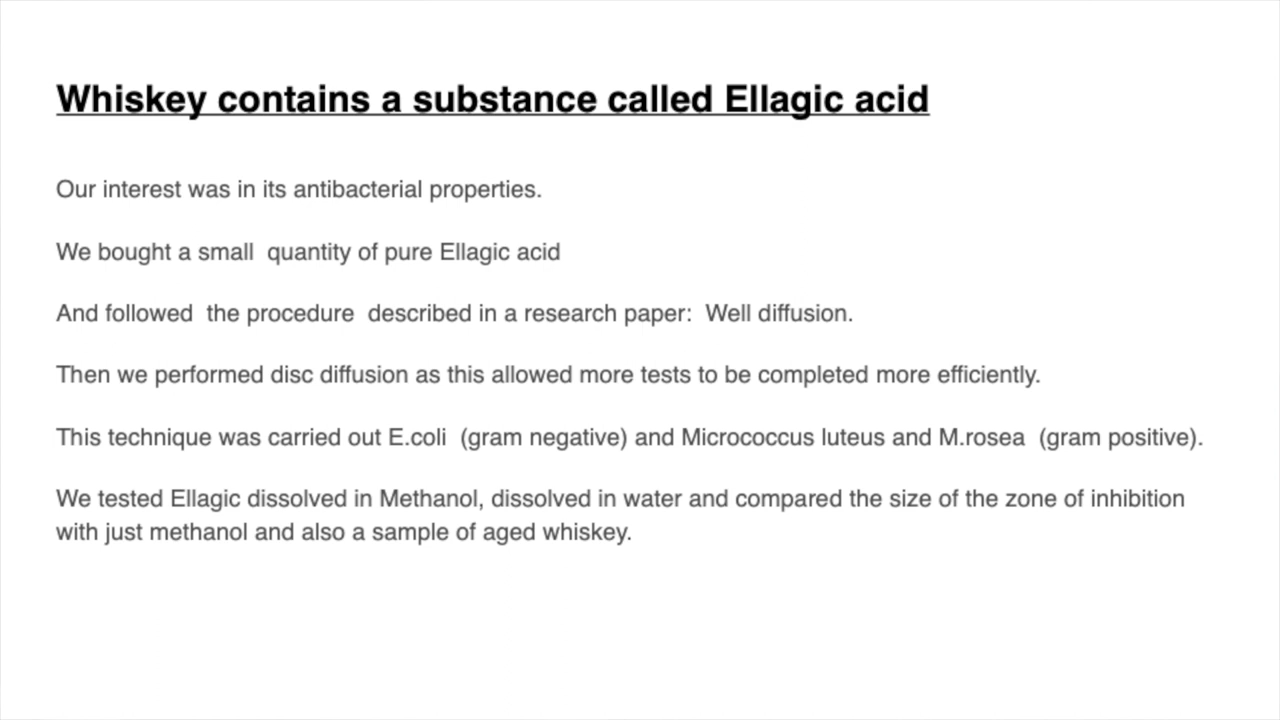 Whiskey contains a substance called Ellagic acid
Our interest was in its antibacterial properties.
We bought a small  quantity of pure Ellagic acid
And followed  the procedure  described in a research paper:  Well diffusion.
Then we performed disc diffusion as this allowed more tests to be completed more efficiently.
This technique was carried out E.coli  (gram negative) and Micrococcus luteus and M.rosea  (gram positive).
We tested Ellagic dissolved in Methanol, dissolved in water and compared the size of the zone of inhibition
with just methanol and also a sample of aged whiskey.